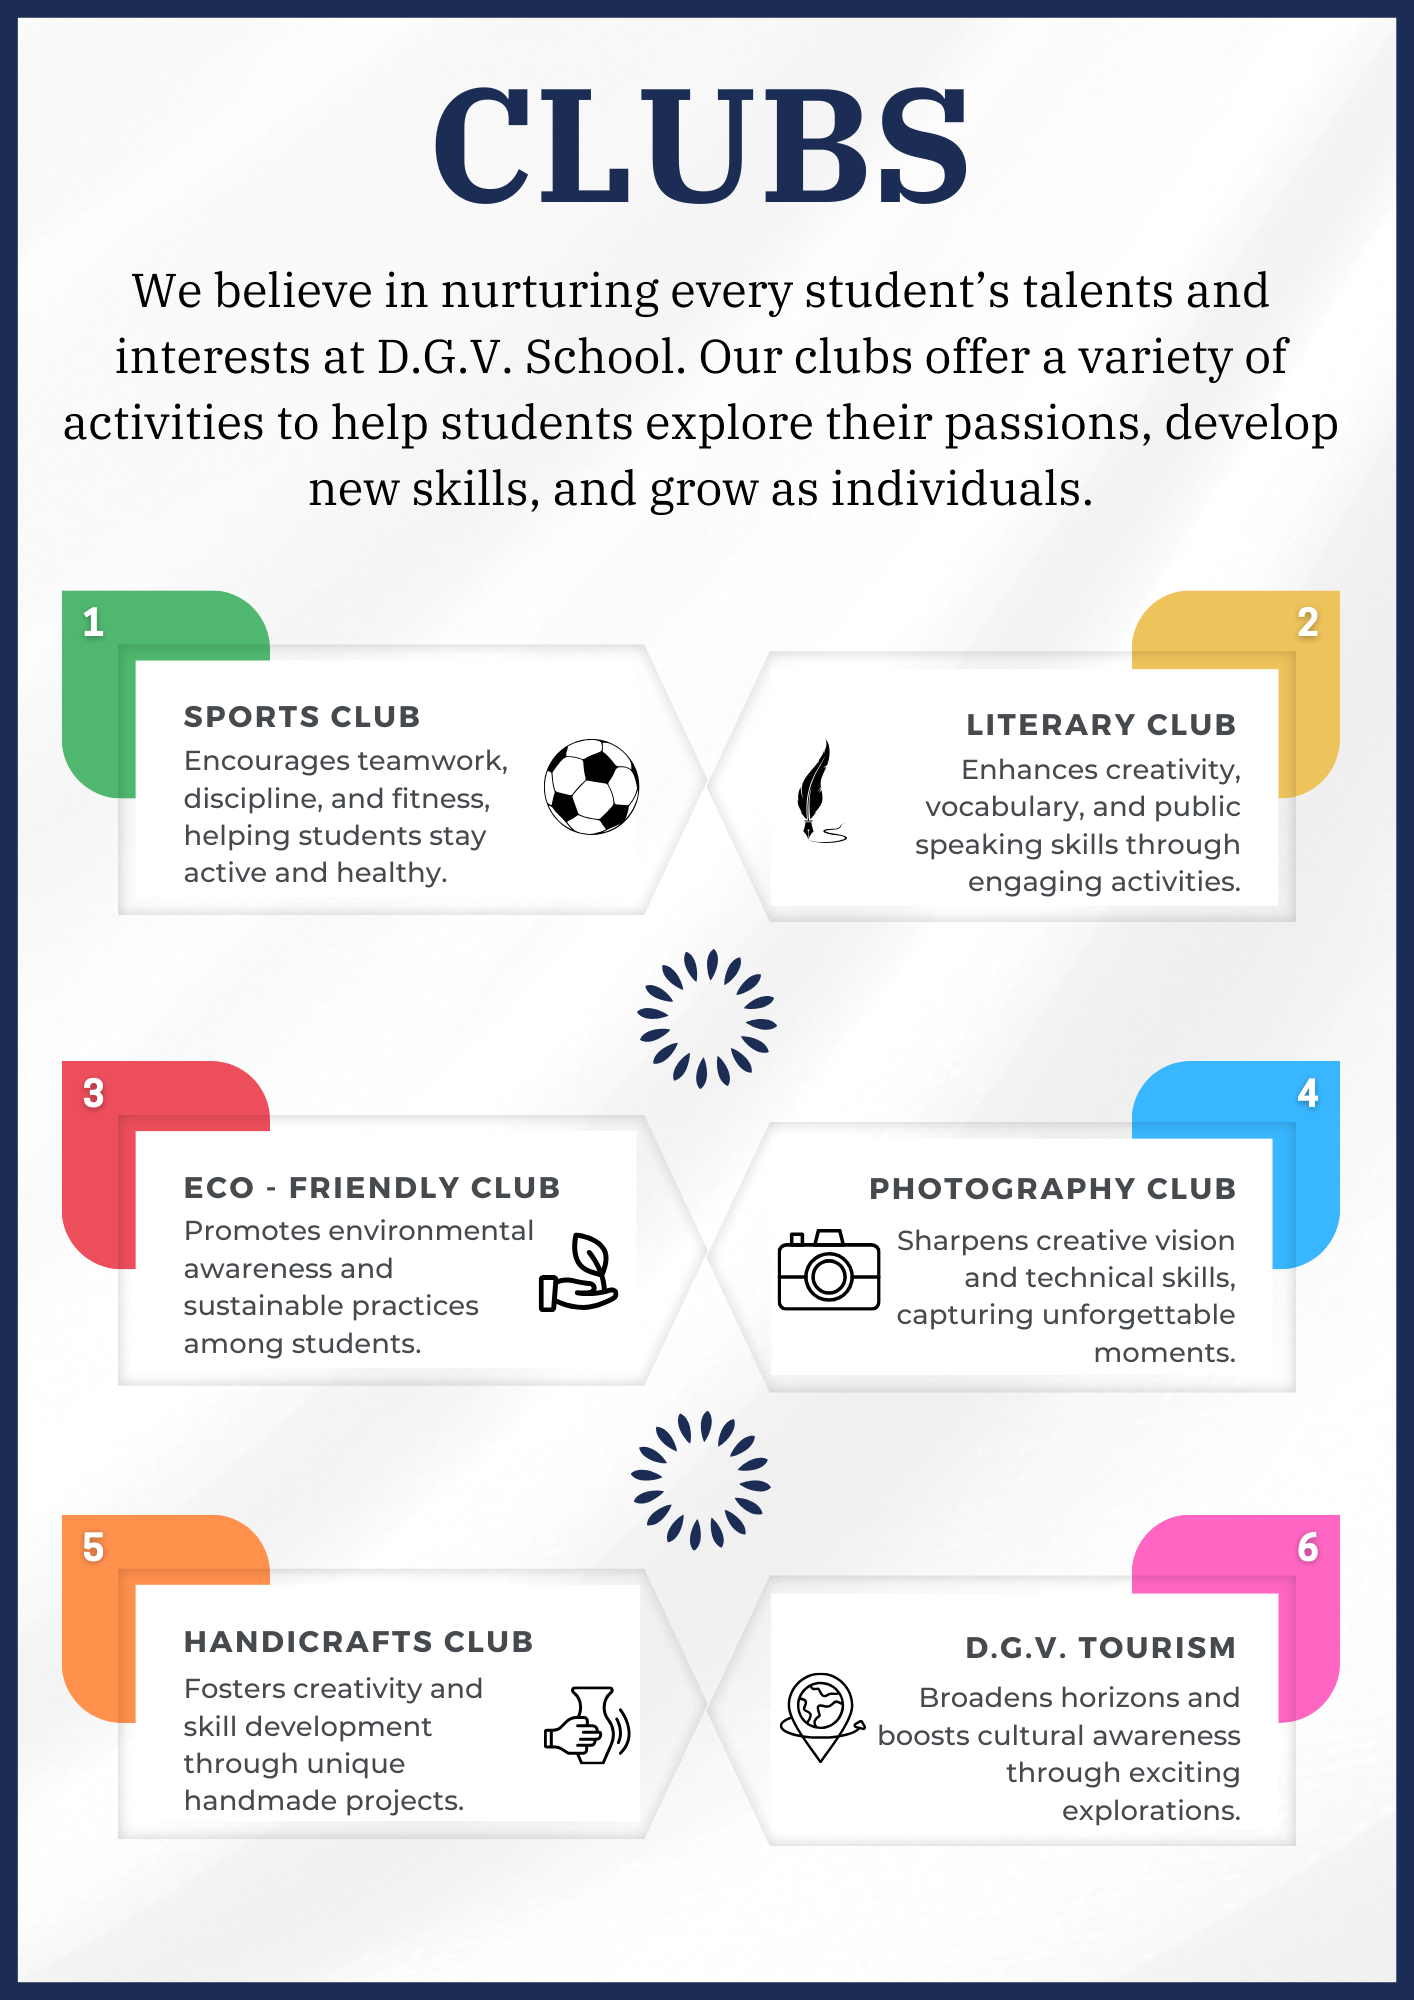 CLUBS
We believe in nurturing every student’s talents and
interests at D.G.V. School. Our clubs offer a variety of
activities to help students explore their passions, develop
new skills, and grow as individuals.
1
SPORTS CLUB
Encourages teamwork,
discipline, and fitness,
helping students stay
active and healthy.
2
LITERARY CLUB
Enhances creativity,
vocabulary, and public
speaking skills through
engaging activities.
3
ECO - FRIENDLY CLUB
Promotes environmental
awareness and
sustainable practices
among students.
4
PHOTOGRAPHY CLUB
Sharpens creative vision
and technical skills,
capturing unforgettable
moments.
5
HANDICRAFTS CLUB
Fosters creativity and
skill development
through unique
handmade projects.
6
D.G.V. TOURISM
Broadens horizons and
boosts cultural awareness
through exciting
explorations.